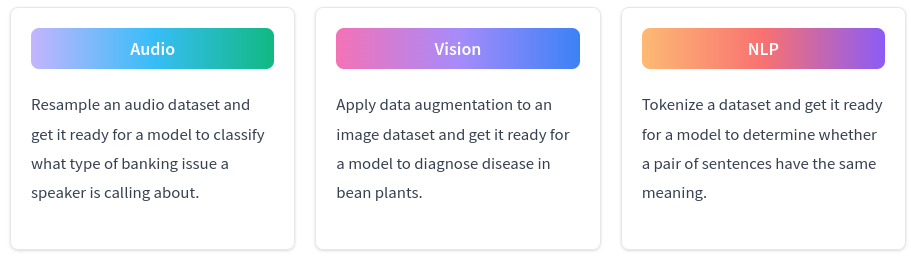 Audio
Resample an audio dataset and
get it ready for a model to classify
what type of banking issue a
speaker is calling about.
Vision
Apply data augmentation to an
image dataset and get it ready for
a model to diagnose disease in
bean plants.
NLP
Tokenize a dataset and get it ready
for a model to determine whether
a pair of sentences have the same
meaning.